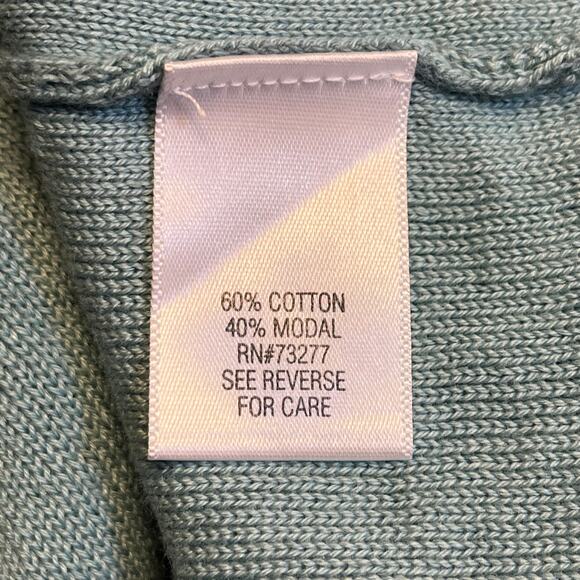 60% COTTON
40% MODAL
RN#73277
SEE REVERSE
FOR CARE